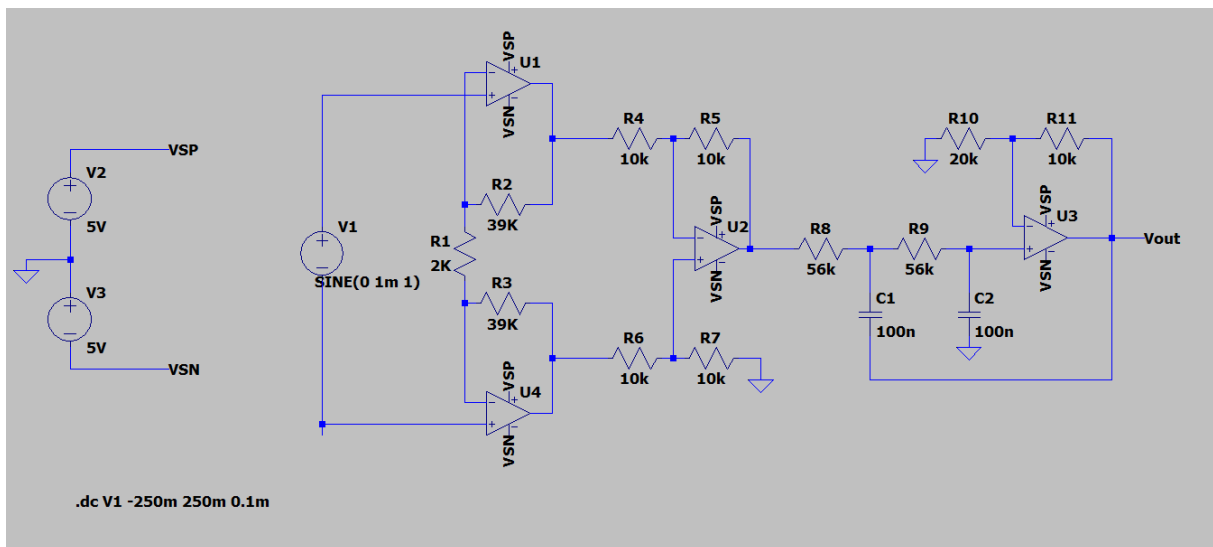 VSP
V2
5V
V3
5V
VSN
V1
SINE(0 1m 1)
VSP
U1
VSN
R2
39K
R1
2K
R3
39K
VSP
U4
VSN
R4
10k
R5
10k
VSP
U2
VSN
R6
10k
R7
10k
R8
56k
R9
56k
C1
100n
C2
100n
R10
20k
R11
10k
VSP
U3
VSN
Vout
.dc V1 -250m 250m 0.1m